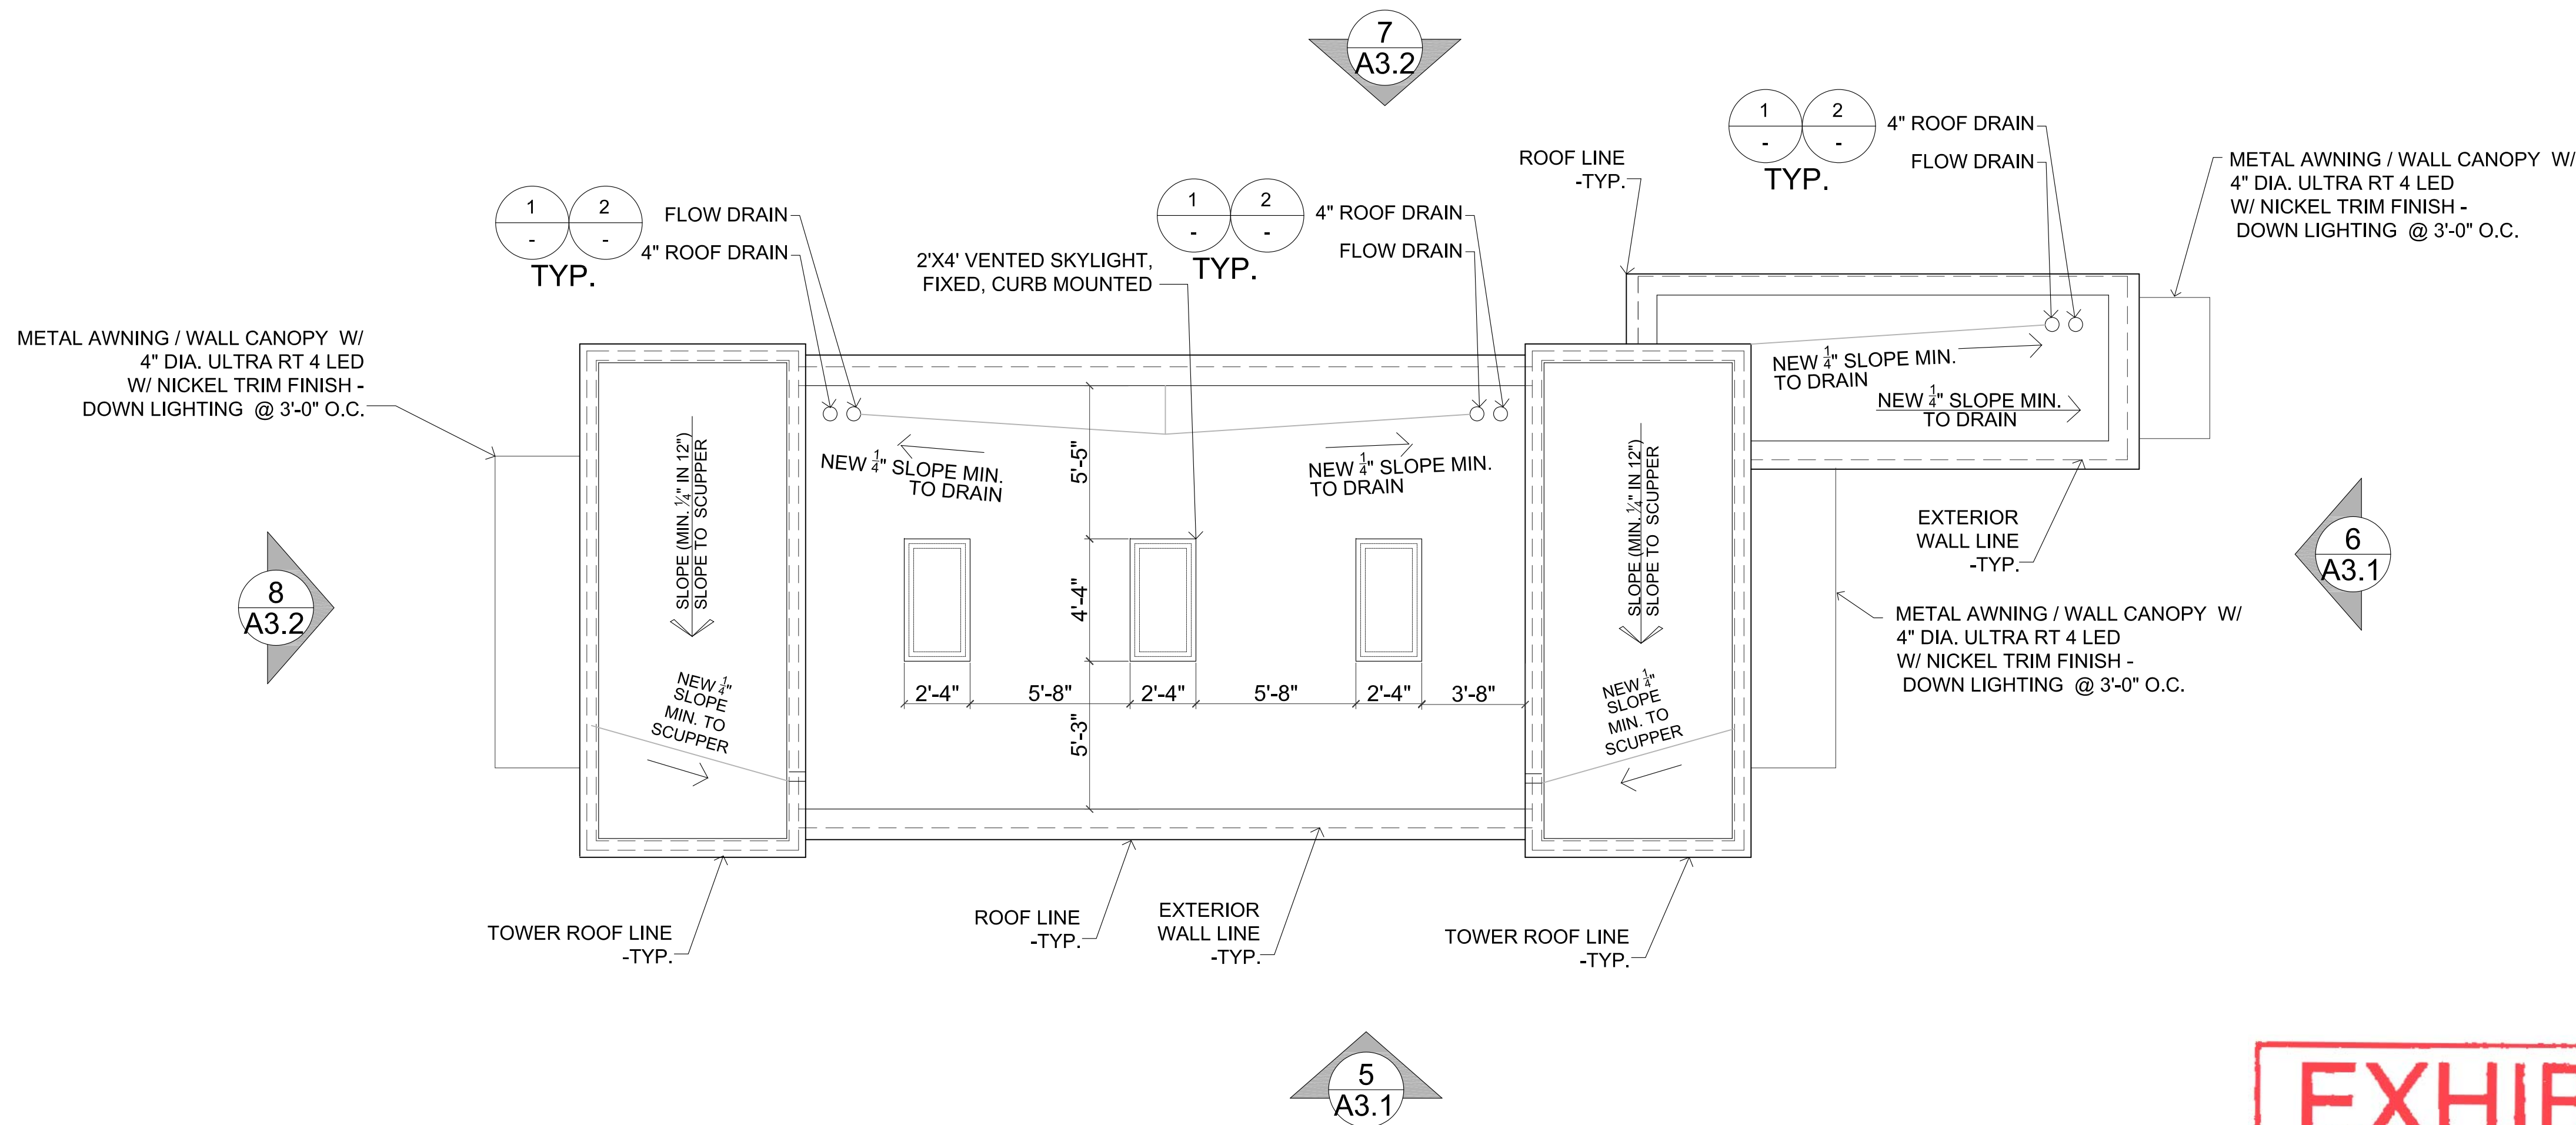 7
A3.2
1
-
2
-
TYP.
4" ROOF DRAIN
FLOW DRAIN
ROOF LINE
-TYP.
METAL AWNING / WALL CANOPY W/
4" DIA. ULTRA RT 4 LED
W/ NICKEL TRIM FINISH -
DOWN LIGHTING @ 3'-0" O.C.
1
-
2
-
TYP.
FLOW DRAIN
4" ROOF DRAIN
2'X4' VENTED SKYLIGHT,
FIXED, CURB MOUNTED
1
-
2
-
TYP.
4" ROOF DRAIN
FLOW DRAIN
METAL AWNING / WALL CANOPY W/
4" DIA. ULTRA RT 4 LED
W/ NICKEL TRIM FINISH -
DOWN LIGHTING @ 3'-0" O.C.
NEW 1/4" SLOPE MIN.
TO DRAIN
NEW 1/4" SLOPE MIN.
TO DRAIN
SLOPE (MIN. 1/4" IN 12")
SLOPE TO SCUPPER
NEW 1/4" SLOPE MIN.
TO DRAIN
5'-5"
NEW 1/4" SLOPE MIN.
TO DRAIN
SLOPE (MIN. 1/4" IN 12")
SLOPE TO SCUPPER
EXTERIOR
WALL LINE
-TYP.
6
A3.1
8
A3.2
4'-4"
METAL AWNING / WALL CANOPY W/
4" DIA. ULTRA RT 4 LED
W/ NICKEL TRIM FINISH -
DOWN LIGHTING @ 3'-0" O.C.
NEW 1/4"
SLOPE
MIN. TO
SCUPPER
2'-4" 5'-8" 2'-4" 5'-8" 2'-4" 3'-8"
5'-3"
NEW 1/4"
SLOPE
MIN. TO
SCUPPER
TOWER ROOF LINE
-TYP.
ROOF LINE
-TYP.
EXTERIOR
WALL LINE
-TYP.
TOWER ROOF LINE
-TYP.
5
A3.1